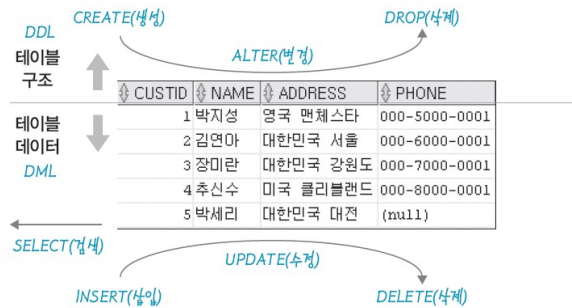 CREATE(생성)
DROP(삭제)
DDL
ALTER(변경)
테이블
구조
CUSTID NAME ADDRESS PHONE
1 박지성 영국 맨체스타 000-5000-0001
2 김연아 대한민국 서울 000-6000-0001
3 장미란 대한민국 강원도 000-7000-0001
4 추신수 미국 클리블랜드 000-8000-0001
5 박세리 대한민국 대전 (null)
테이블
데이터
DML
SELECT(검색)
UPDATE(수정)
INSERT(삽입)
DELETE(삭제)